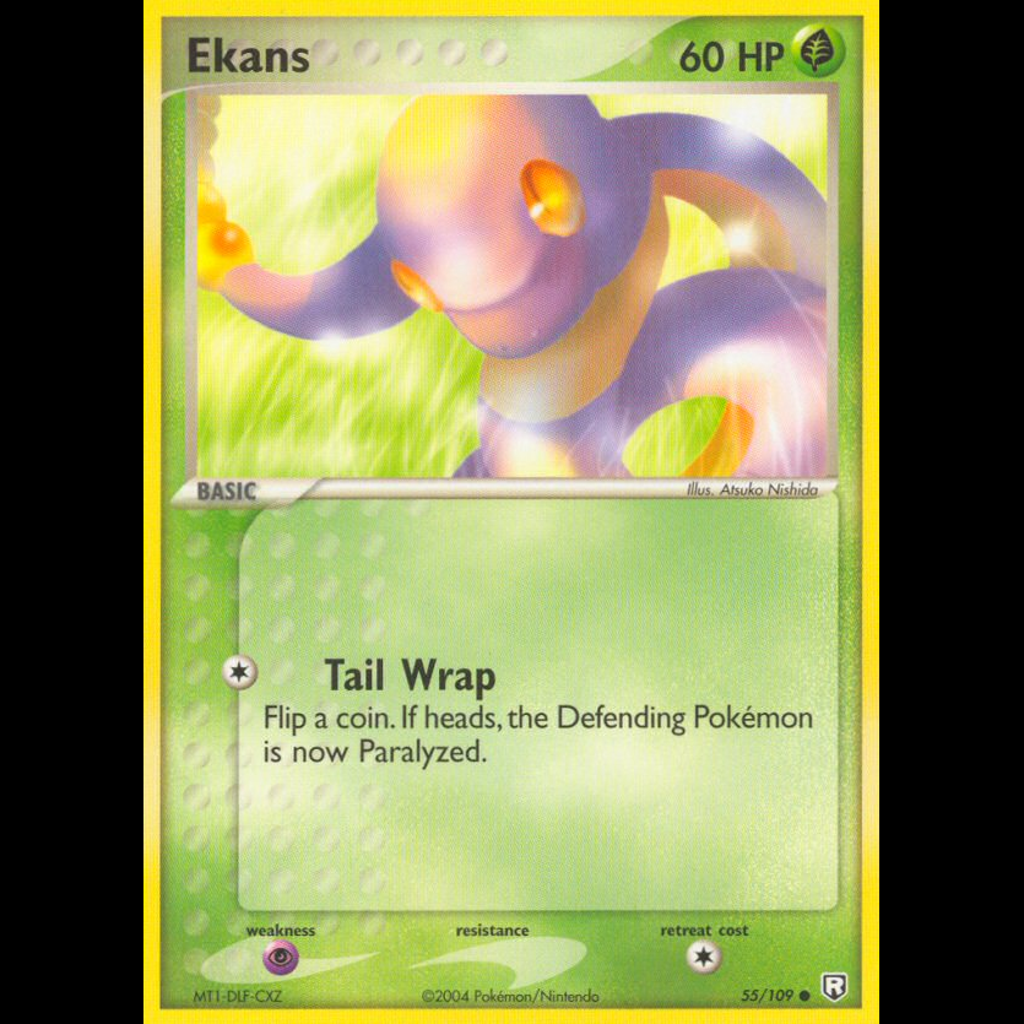 Ekans
60 HP
BASIC
Illus. Atsuko Nishida
Tail Wrap
Flip a coin. If heads, the Defending Pokémon
is now Paralyzed.
weakness resistance retreat cost
MT1-DLF-CXZ ©2004 Pokémon/Nintendo 55/109 ● R